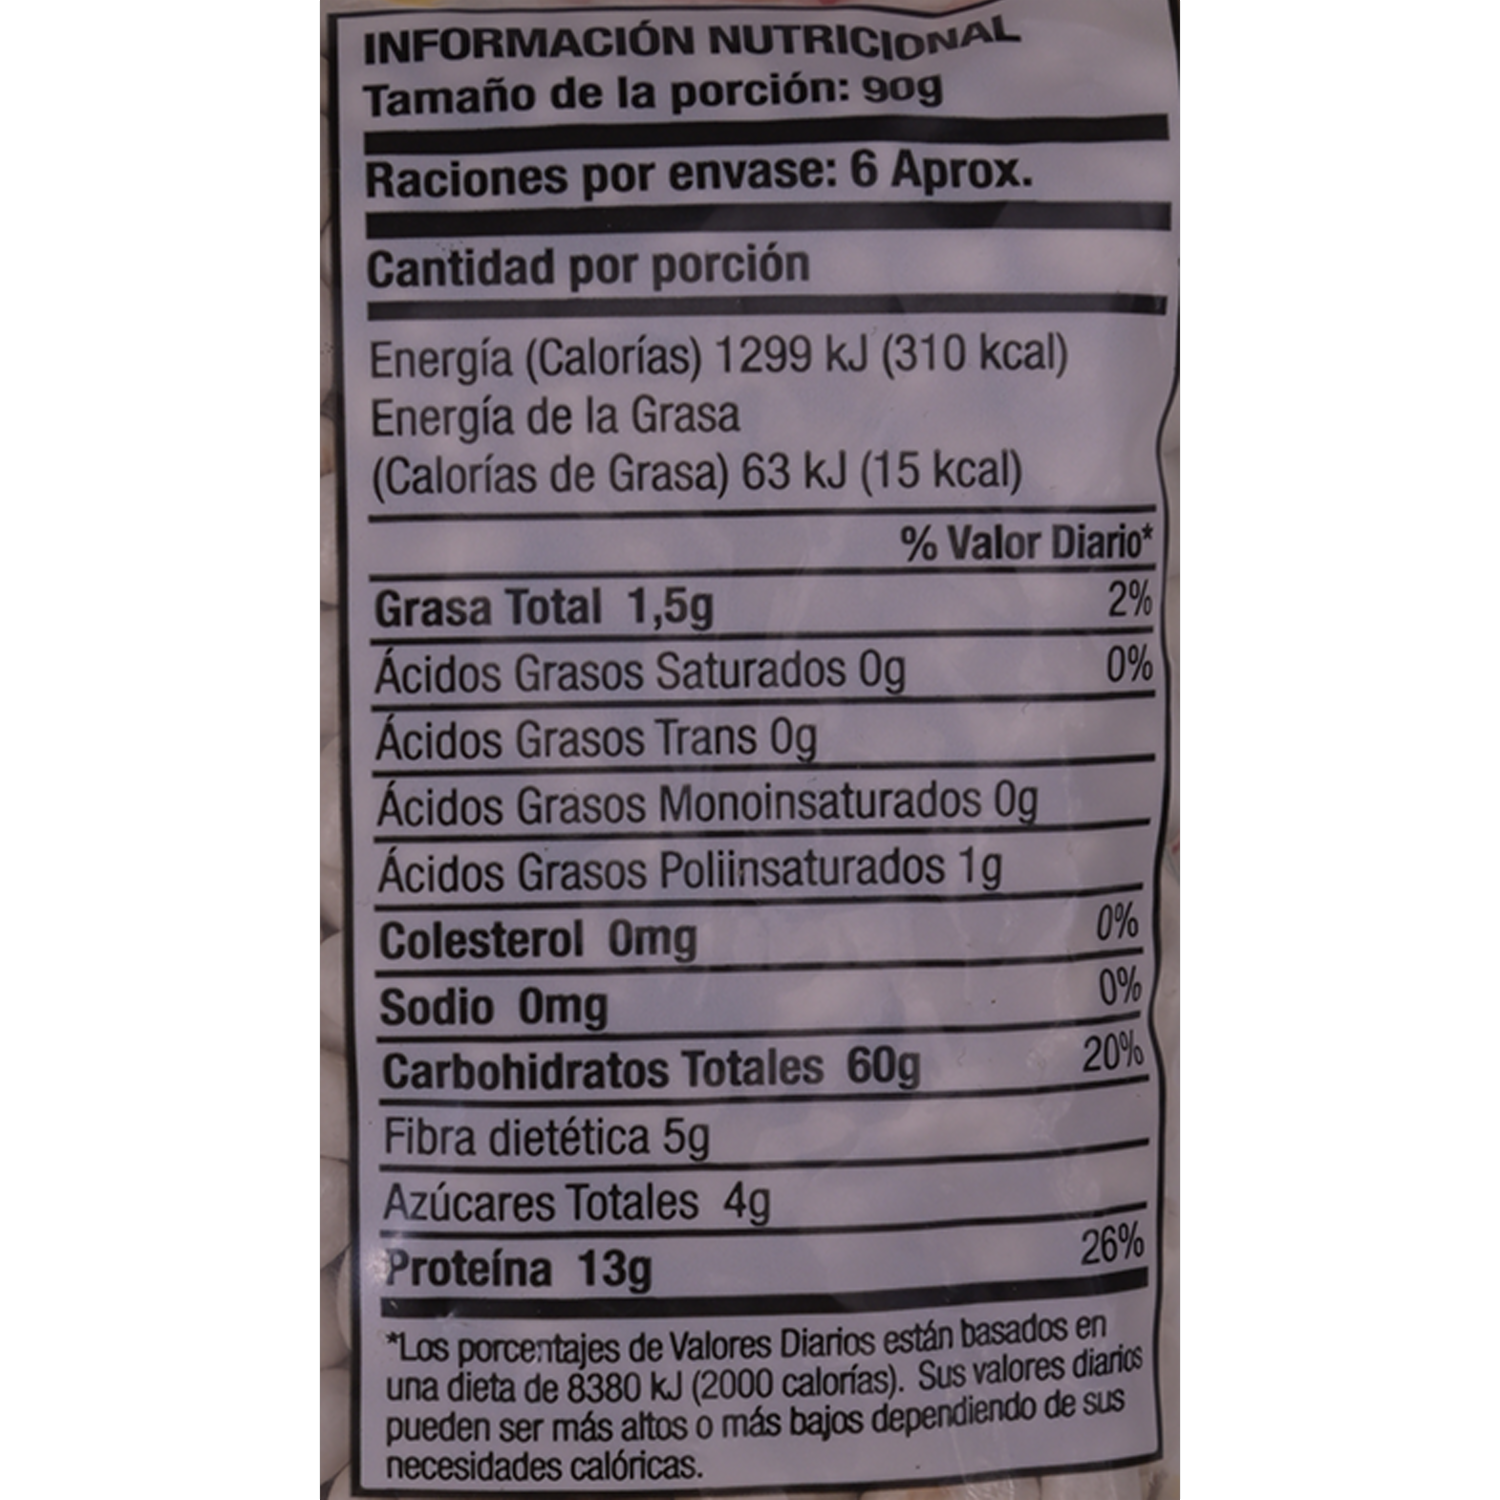 INFORMACIÓN NUTRICIONAL
Tamaño de la porción: 90g
Raciones por envase: 6 Aprox.
Cantidad por porción
Energía (Calorías) 1299 kJ (310 kcal)
Energía de la Grasa
(Calorías de Grasa) 63 kJ (15 kcal)
% Valor Diario*
Grasa Total 1,5g 2%
Ácidos Grasos Saturados 0g 0%
Ácidos Grasos Trans 0g
Ácidos Grasos Monoinsaturados 0g
Ácidos Grasos Poliinsaturados 1g
Colesterol 0mg 0%
Sodio 0mg 0%
Carbohidratos Totales 60g 20%
Fibra dietética 5g
Azúcares Totales 4g
Proteína 13g 26%
*Los porcentajes de Valores Diarios están basados en
una dieta de 8380 kJ (2000 calorías). Sus valores diarios
pueden ser más altos o más bajos dependiendo de sus
necesidades calóricas.